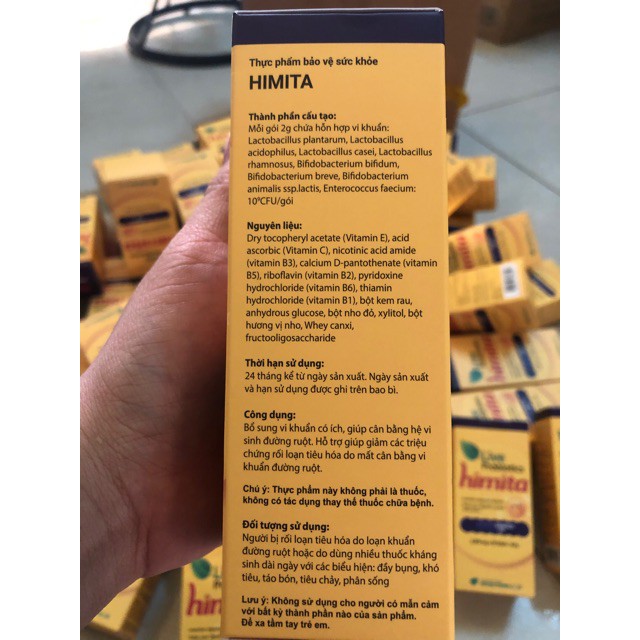 Thực phẩm bảo vệ sức khỏe
HIMITA
Thành phần cấu tạo:
Mỗi gói 2g chứa hỗn hợp vi khuẩn:
Lactobacillus plantarum, Lactobacillus
acidophilus, Lactobacillus casei, Lactobacillus
rhamnosus, Bifidobacterium bifidum,
Bifidobacterium breve, Bifidobacterium
animalis ssp.lactis, Enterococcus faecium:
10⁹CFU/gói
Nguyên liệu:
Dry tocopheryl acetate (Vitamin E), acid
ascorbic (Vitamin C), nicotinic acid amide
(vitamin B3), calcium D-pantothenate (vitamin
B5), riboflavin (vitamin B2), pyridoxine
hydrochloride (vitamin B6), thiamin
hydrochloride (vitamin B1), bột kem rau,
anhydrous glucose, bột nho đỏ, xylitol, bột
hương vị nho, Whey canxi,
fructooligosaccharide
Thời hạn sử dụng:
24 tháng kể từ ngày sản xuất. Ngày sản xuất
và hạn sử dụng được ghi trên bao bì.
Công dụng:
Bổ sung vi khuẩn có ích, giúp cân bằng hệ vi
sinh đường ruột. Hỗ trợ giúp giảm các triệu
chứng rối loạn tiêu hóa do mất cân bằng vi
khuẩn đường ruột.
Chú ý: Thực phẩm này không phải là thuốc,
không có tác dụng thay thế thuốc chữa bệnh.
Đối tượng sử dụng:
Người bị rối loạn tiêu hóa do loạn khuẩn
đường ruột hoặc do dùng nhiều thuốc kháng
sinh dài ngày với các biểu hiện: đầy bụng, khó
tiêu, táo bón, tiêu chảy, phân sống
Lưu ý: Không sử dụng cho người có mẫn cảm
với bất kỳ thành phần nào của sản phẩm.
Để xa tầm tay trẻ em.
Live
Probiotics
himita
himita